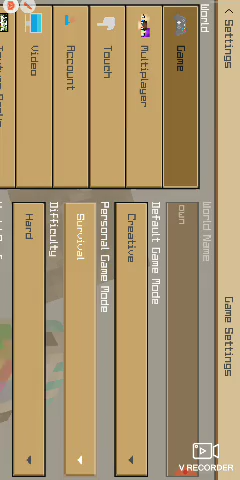 < Settings
Game Settings
World
Game
Multiplayer
Touch
Account
Video
World Name
own
Default Game Mode
Creative
Personal Game Mode
Survival
Difficulty
Hard
V RECORDER